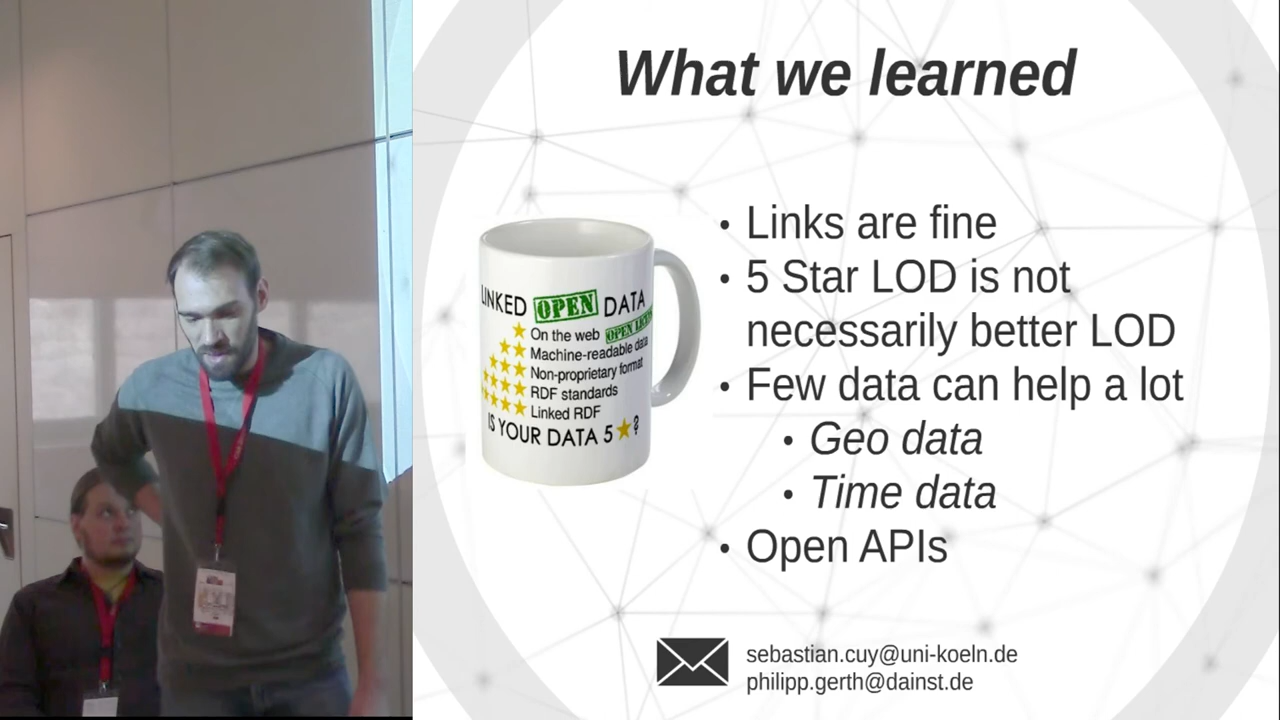 What we learned
• Links are fine
• 5 Star LOD is not
necessarily better LOD
• Few data can help a lot
• Geo data
• Time data
• Open APIs
LINKED OPEN DATA
★ On the web OPEN
★★ Machine-readable data
★★★ Non-proprietary format
★★★★ RDF standards
★★★★★ Linked RDF
IS YOUR DATA 5★?
sebastian.cuy@uni-koeln.de
philipp.gerth@dainst.de